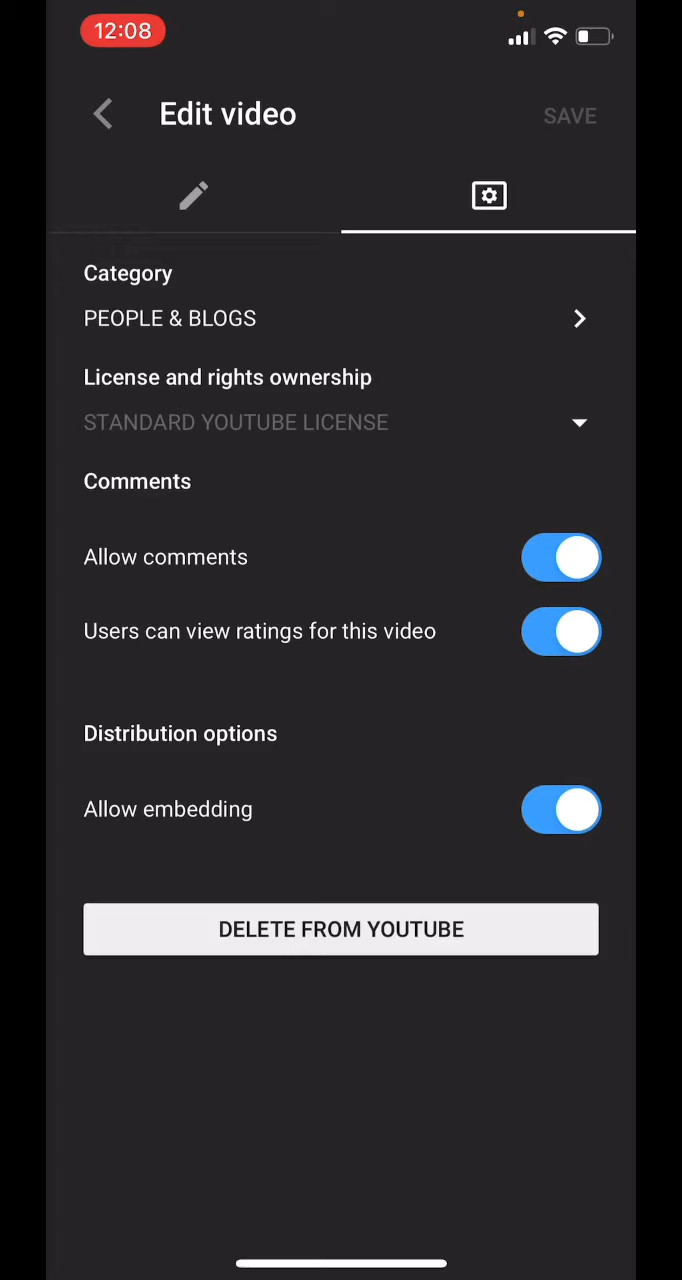 12:08
Edit video
SAVE
Category
PEOPLE & BLOGS
License and rights ownership
STANDARD YOUTUBE LICENSE
Comments
Allow comments
Users can view ratings for this video
Distribution options
Allow embedding
DELETE FROM YOUTUBE